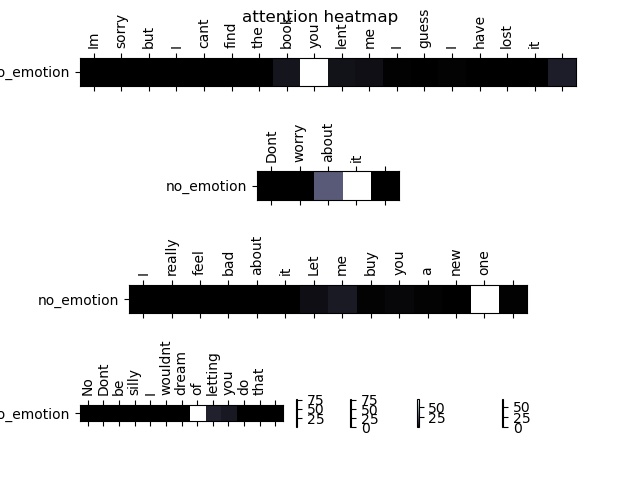 attention heatmap
Im sorry but I cant find the book you lent me I guess I have lost it
o_emotion
Dont worry about it
no_emotion
I really feel bad about it Let me buy you a new one
no_emotion
No Dont be silly I wouldnt dream of letting you do that
o_emotion
75 50 25
75 50 25 0
50 25
50 25 0